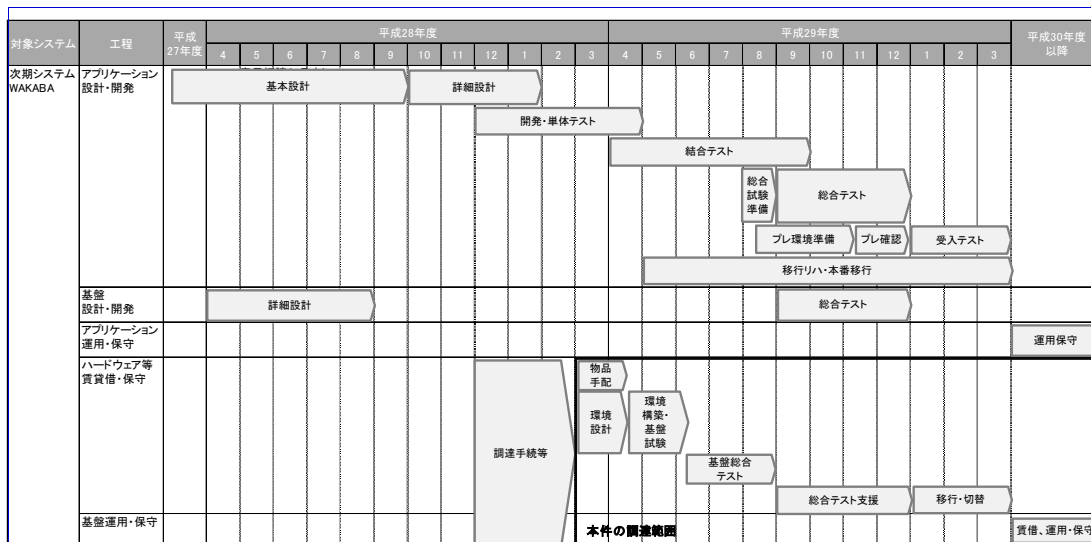 対象システム 工程 平成 27年度 平成28年度 平成29年度 平成30年度 以降
4 5 6 7 8 9 10 11 12 1 2 3 4 5 6 7 8 9 10 11 12 1 2 3
次期システム
WAKABA
アプリケーション
設計・開発
基本設計 詳細設計
開発・単体テスト
結合テスト
総合
試験
準備
総合テスト
プレ環境準備 プレ確認 受入テスト
移行リハ・本番移行
基盤
設計・開発
詳細設計 総合テスト
アプリケーション
運用・保守
運用保守
ハードウェア等
賃貸借・保守
調達手続等
物品
手配
環境
設計
環境
構築・
基盤
試験
基盤総合
テスト
総合テスト支援 移行・切替
基盤運用・保守
本件の調達範囲
賃借、運用・保守